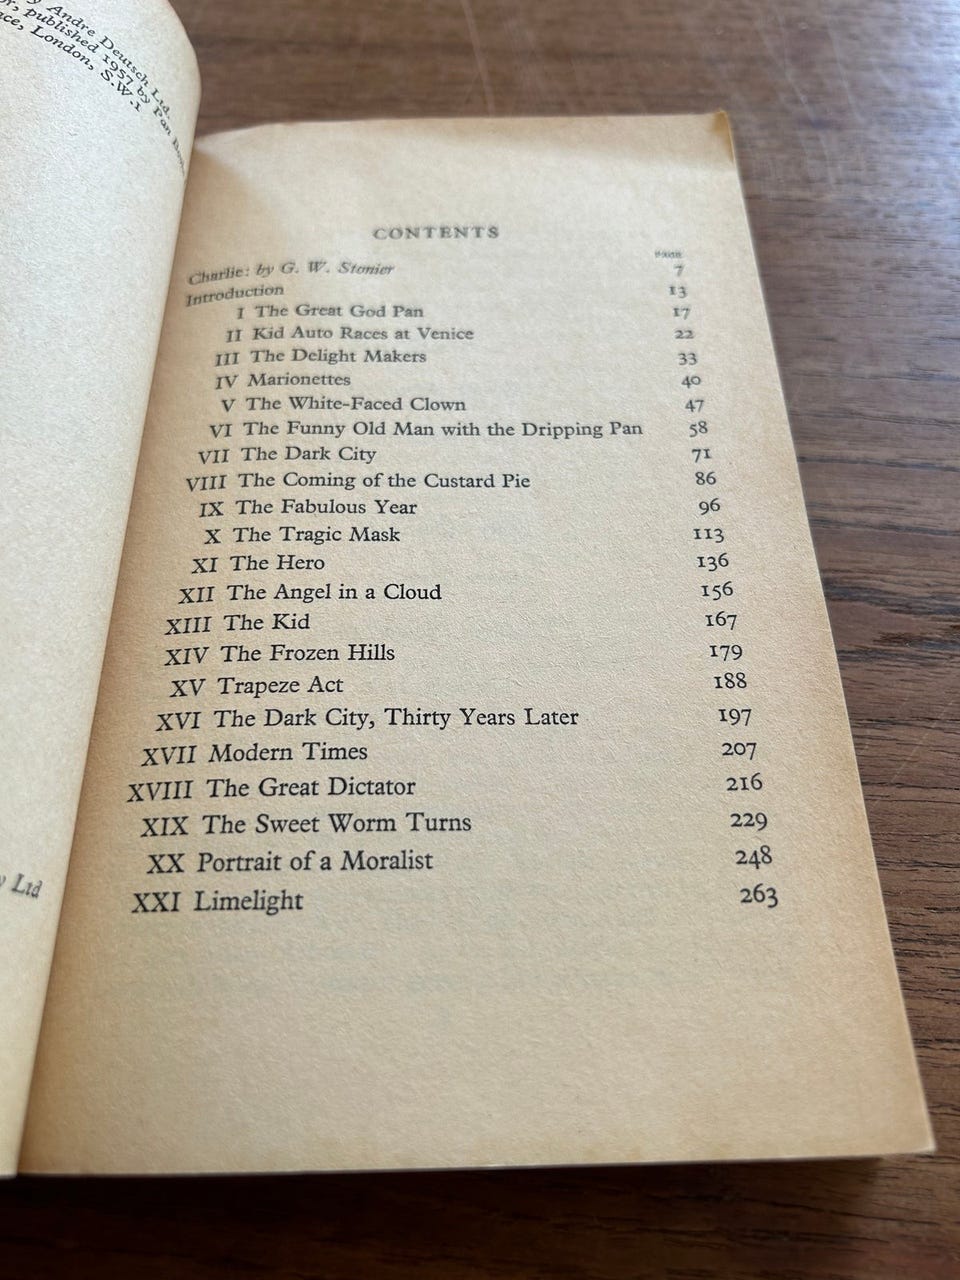 y Andre Deutsch Ltd.
or, published 1957 by Pan
ace, London, S.W.1
y Ltd
CONTENTS
PAGE
Charlie: by G. W. Stonier 7
Introduction 13
I The Great God Pan 17
II Kid Auto Races at Venice 22
III The Delight Makers 33
IV Marionettes 40
V The White-Faced Clown 47
VI The Funny Old Man with the Dripping Pan 58
VII The Dark City 71
VIII The Coming of the Custard Pie 86
IX The Fabulous Year 96
X The Tragic Mask 113
XI The Hero 136
XII The Angel in a Cloud 156
XIII The Kid 167
XIV The Frozen Hills 179
XV Trapeze Act 188
XVI The Dark City, Thirty Years Later 197
XVII Modern Times 207
XVIII The Great Dictator 216
XIX The Sweet Worm Turns 229
XX Portrait of a Moralist 248
XXI Limelight 263